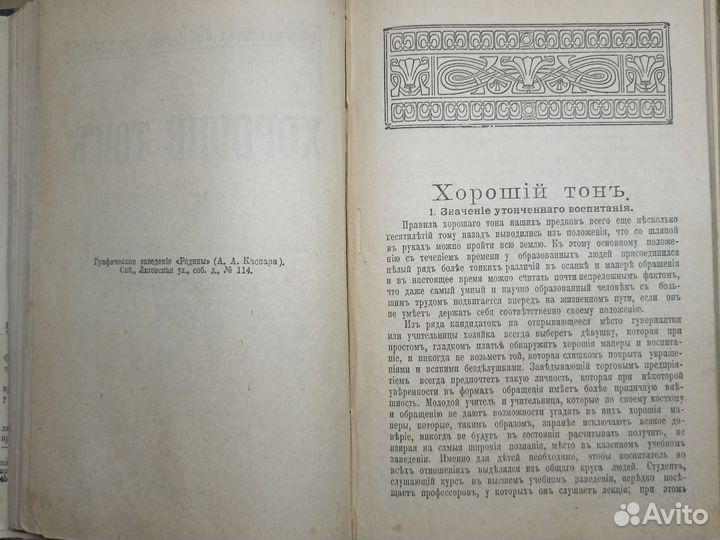 Графическое заведеніе «Родины» (А. А. Каспара).
Спб., Лиговская ул., соб. д., № 114.
Хорошій тонъ.
1. Значеніе утонченнаго воспитанія.
Правила хорошаго тона нашихъ предковъ всего еще нѣсколько
десятилѣтій тому назадъ выводились изъ положенія, что со шляпой
въ рукахъ можно пройти всю землю. Къ этому основному положе-
нію съ теченіемъ времени у образованныхъ людей присоединился
цѣлый рядъ болѣе тонкихъ различій въ осанкѣ и манерѣ обращенія
и въ настоящее время можно считать почти непреложнымъ фактомъ,
что даже самый умный и научно образованный человѣкъ съ боль-
шимъ трудомъ подвигается впередъ на жизненномъ пути, если онъ
не умѣетъ держать себя соотвѣтственно своему положенію.
Изъ ряда кандидатокъ на открывающееся мѣсто гувернантки
или учительницы хозяйка всегда выберетъ дѣвушку, которая при
простомъ, гладкомъ платьѣ обнаружитъ хорошія манеры и воспита-
ніе, и никогда не возьметъ той, которая слишкомъ покрыта украше-
ніями и всякими бездѣлушками. Завѣдывающій торговымъ предпрія-
тіемъ всегда предпочтетъ такую личность, которая при нѣкоторой
увѣренности въ формахъ обращенія имѣетъ болѣе приличную внѣш-
ность. Молодой учитель и учительница, которые по своему костюму
и обращенію не даютъ возможности угадать въ нихъ хорошія ма-
неры, которые, такимъ образомъ, заранѣе исключаютъ всякое до-
вѣріе, никогда не будутъ въ состояніи расчитывать получить, не
взирая на самыя широкія познанія, мѣсто въ казенномъ учебномъ
заведеніи. Именно для дѣтей необходимо, чтобы воспитатель во
всѣхъ отношеніяхъ выдѣлялся изъ общаго круга людей. Студентъ,
слушающій курсъ въ высшемъ учебномъ заведеніи, нерѣдко посѣ-
щаетъ профессоровъ, у которыхъ онъ слушаетъ лекціи; при этомъ
Avito